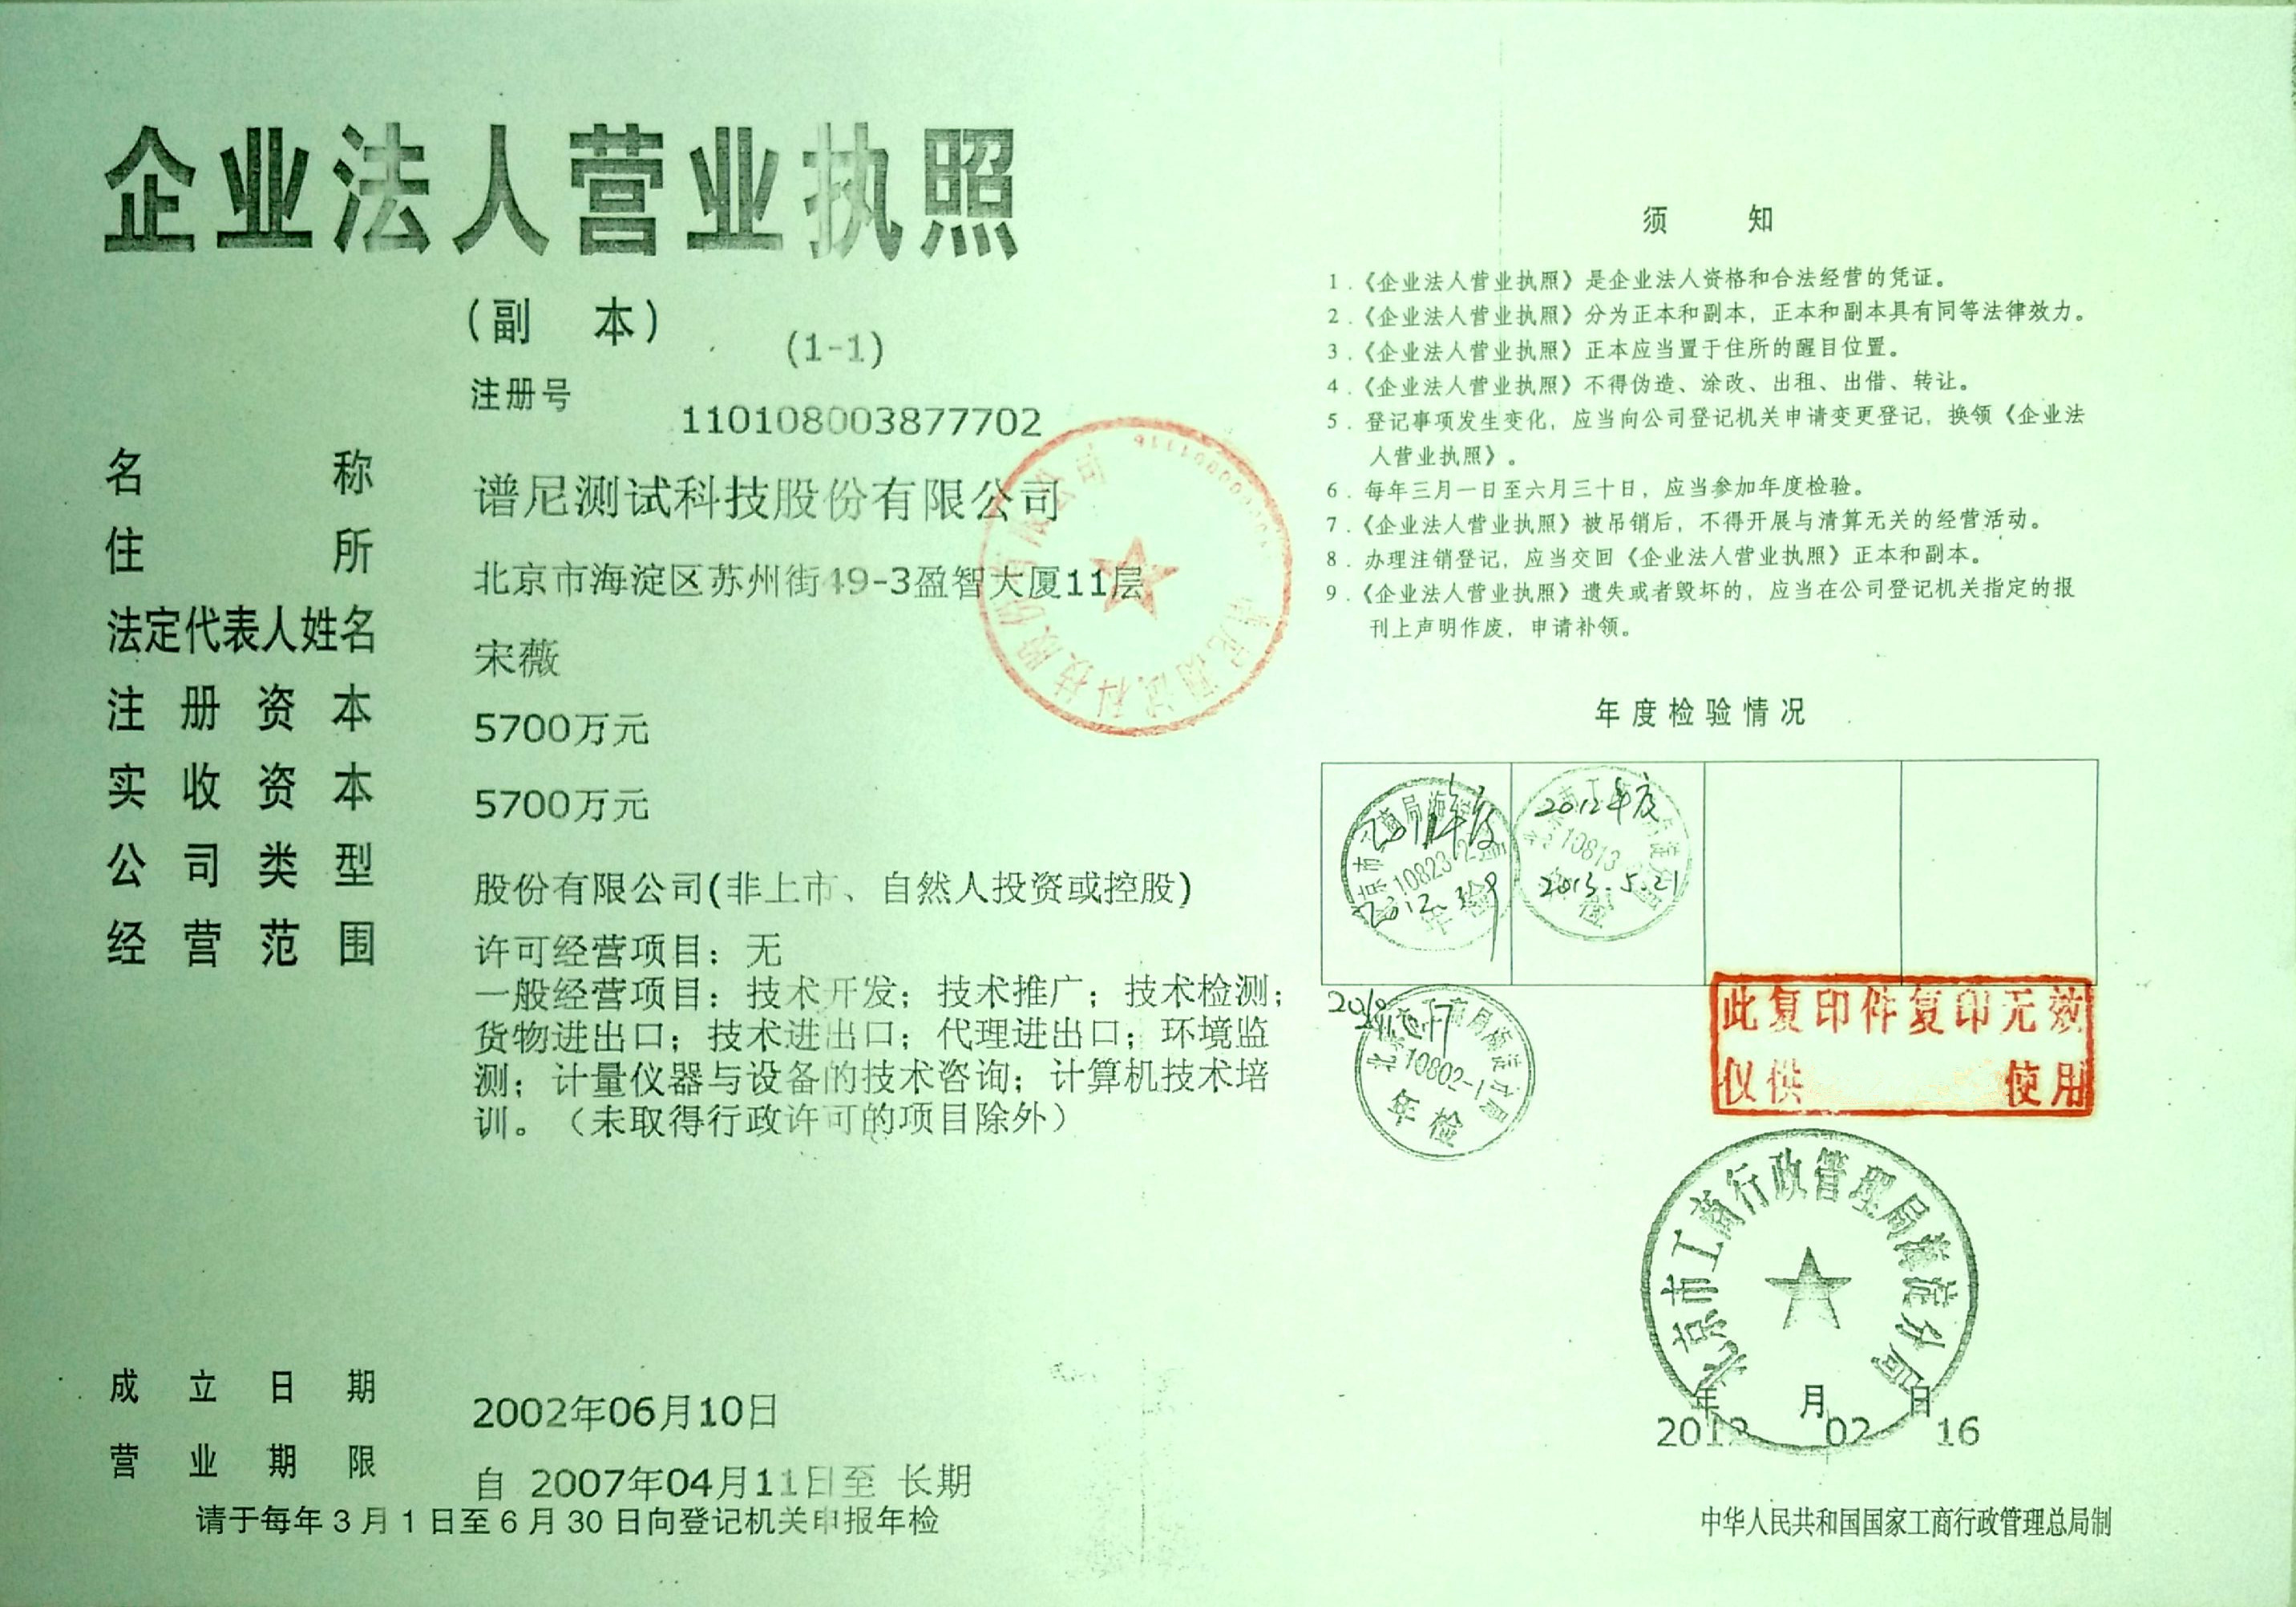 企业法人营业执照
（副 本）
(1-1)
注册号
110108003877702
名 称
谱尼测试科技股份有限公司
住 所
北京市海淀区苏州街49-3盈智大厦11层
法定代表人姓名
宋薇
注 册 资 本
5700万元
实 收 资 本
5700万元
公 司 类 型
股份有限公司(非上市、自然人投资或控股)
经 营 范 围
许可经营项目：无
一般经营项目：技术开发；技术推广；技术检测；
货物进出口；技术进出口；代理进出口；环境监
测；计量仪器与设备的技术咨询；计算机技术培
训。（未取得行政许可的项目除外）
成 立 日 期
2002年06月10日
营 业 期 限
自 2007年04月11日至 长期
请于每年3月1日至6月30日向登记机关申报年检
须 知
1．《企业法人营业执照》是企业法人资格和合法经营的凭证。
2．《企业法人营业执照》分为正本和副本，正本和副本具有同等法律效力。
3．《企业法人营业执照》正本应当置于住所的醒目位置。
4．《企业法人营业执照》不得伪造、涂改、出租、出借、转让。
5．登记事项发生变化，应当向公司登记机关申请变更登记，换领《企业法
人营业执照》。
6．每年三月一日至六月三十日，应当参加年度检验。
7．《企业法人营业执照》被吊销后，不得开展与清算无关的经营活动。
8．办理注销登记，应当交回《企业法人营业执照》正本和副本。
9．《企业法人营业执照》遗失或者毁坏的，应当在公司登记机关指定的报
刊上声明作废，申请补领。
年度检验情况
2011年度
10823-2
年检
2012年度
10813
2013.5.21
10802-1
年检
此复印件复印无效
仅供 使用
北京市工商行政管理局海淀分局
年 月 日
2012 02 16
中华人民共和国国家工商行政管理总局制